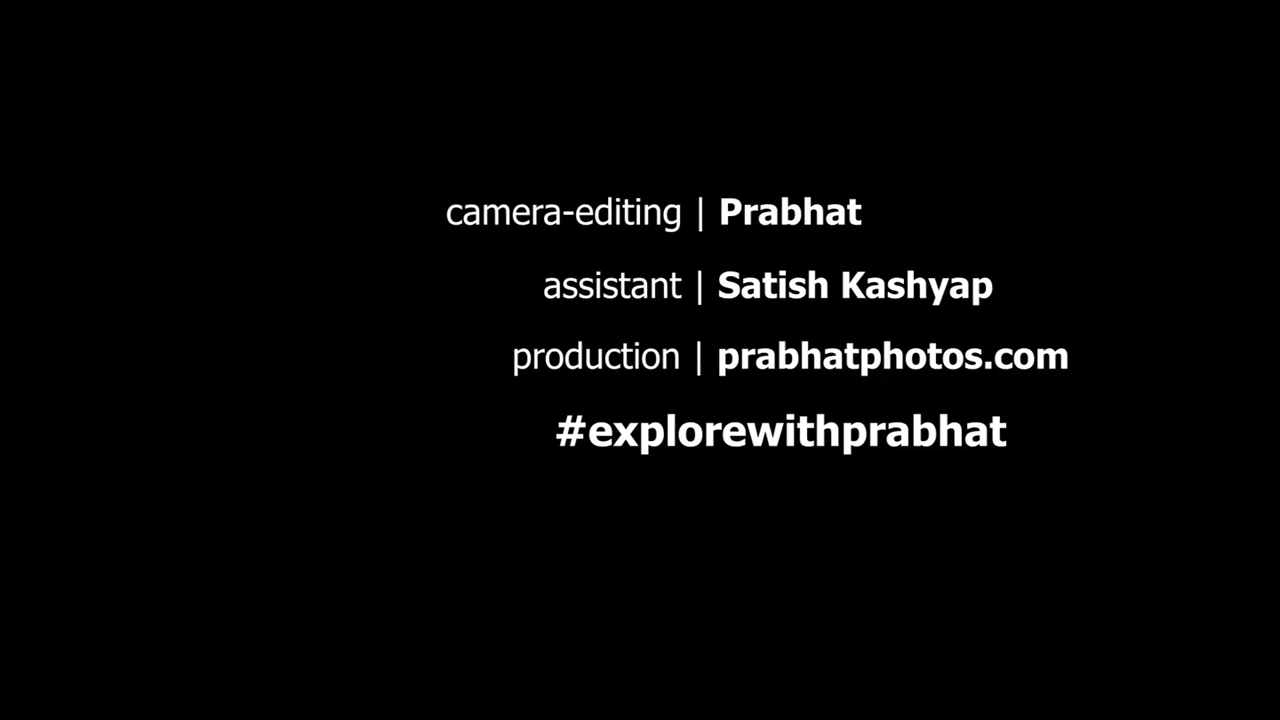 camera-editing | Prabhat
assistant | Satish Kashyap
production | prabhatphotos.com
#explorewithprabhat